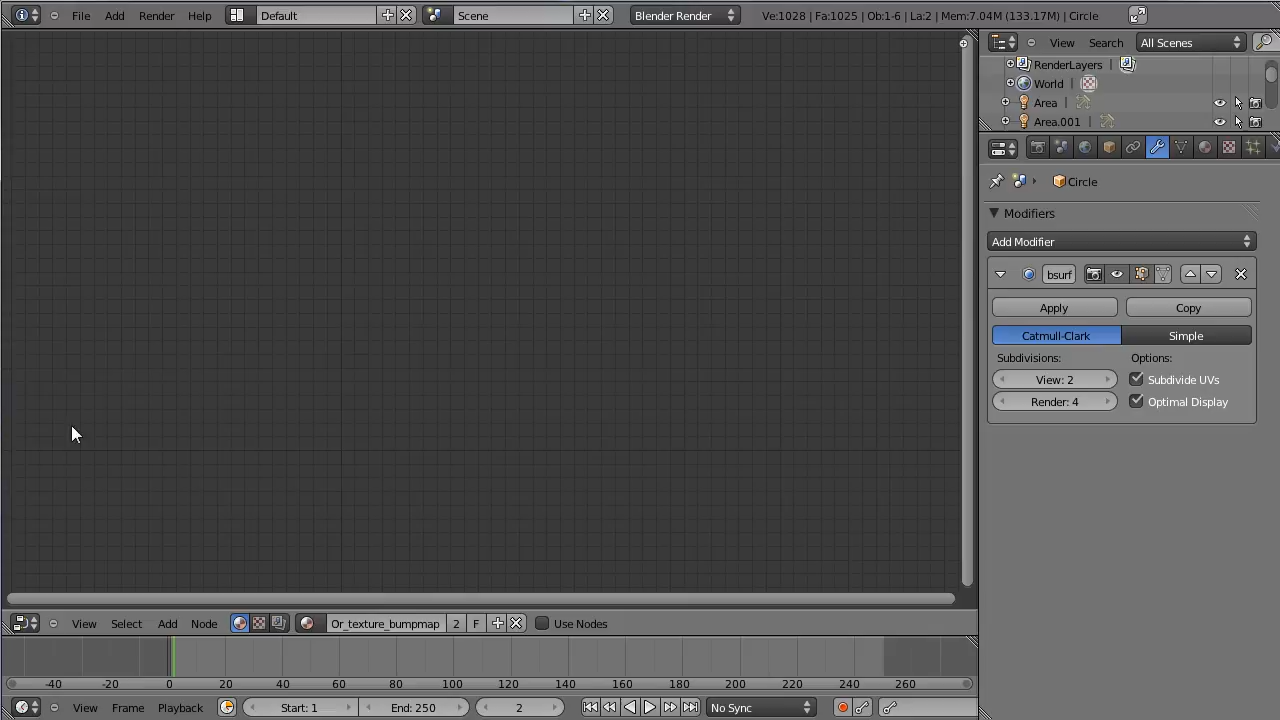 File Add Render Help Default Scene Blender Render Ve:1028 | Fa:1025 | Ob:1-6 | La:2 | Mem:7.04M (133.17M) | Circle
View Search All Scenes
RenderLayers |
World |
Area |
Area.001 |
Circle
Modifiers
Add Modifier
bsurf
Apply Copy
Catmull-Clark Simple
Subdivisions: Options:
View: 2 Subdivide UVs
Render: 4 Optimal Display
View Select Add Node Or_texture_bumpmap 2 F Use Nodes
-40 -20 0 20 40 60 80 100 120 140 160 180 200 220 240 260
View Frame Playback Start: 1 End: 250 2 No Sync